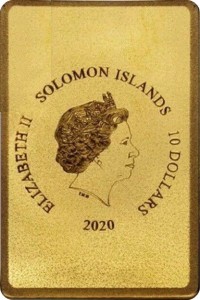 ELIZABETH II SOLOMON ISLANDS 10 DOLLARS
2020